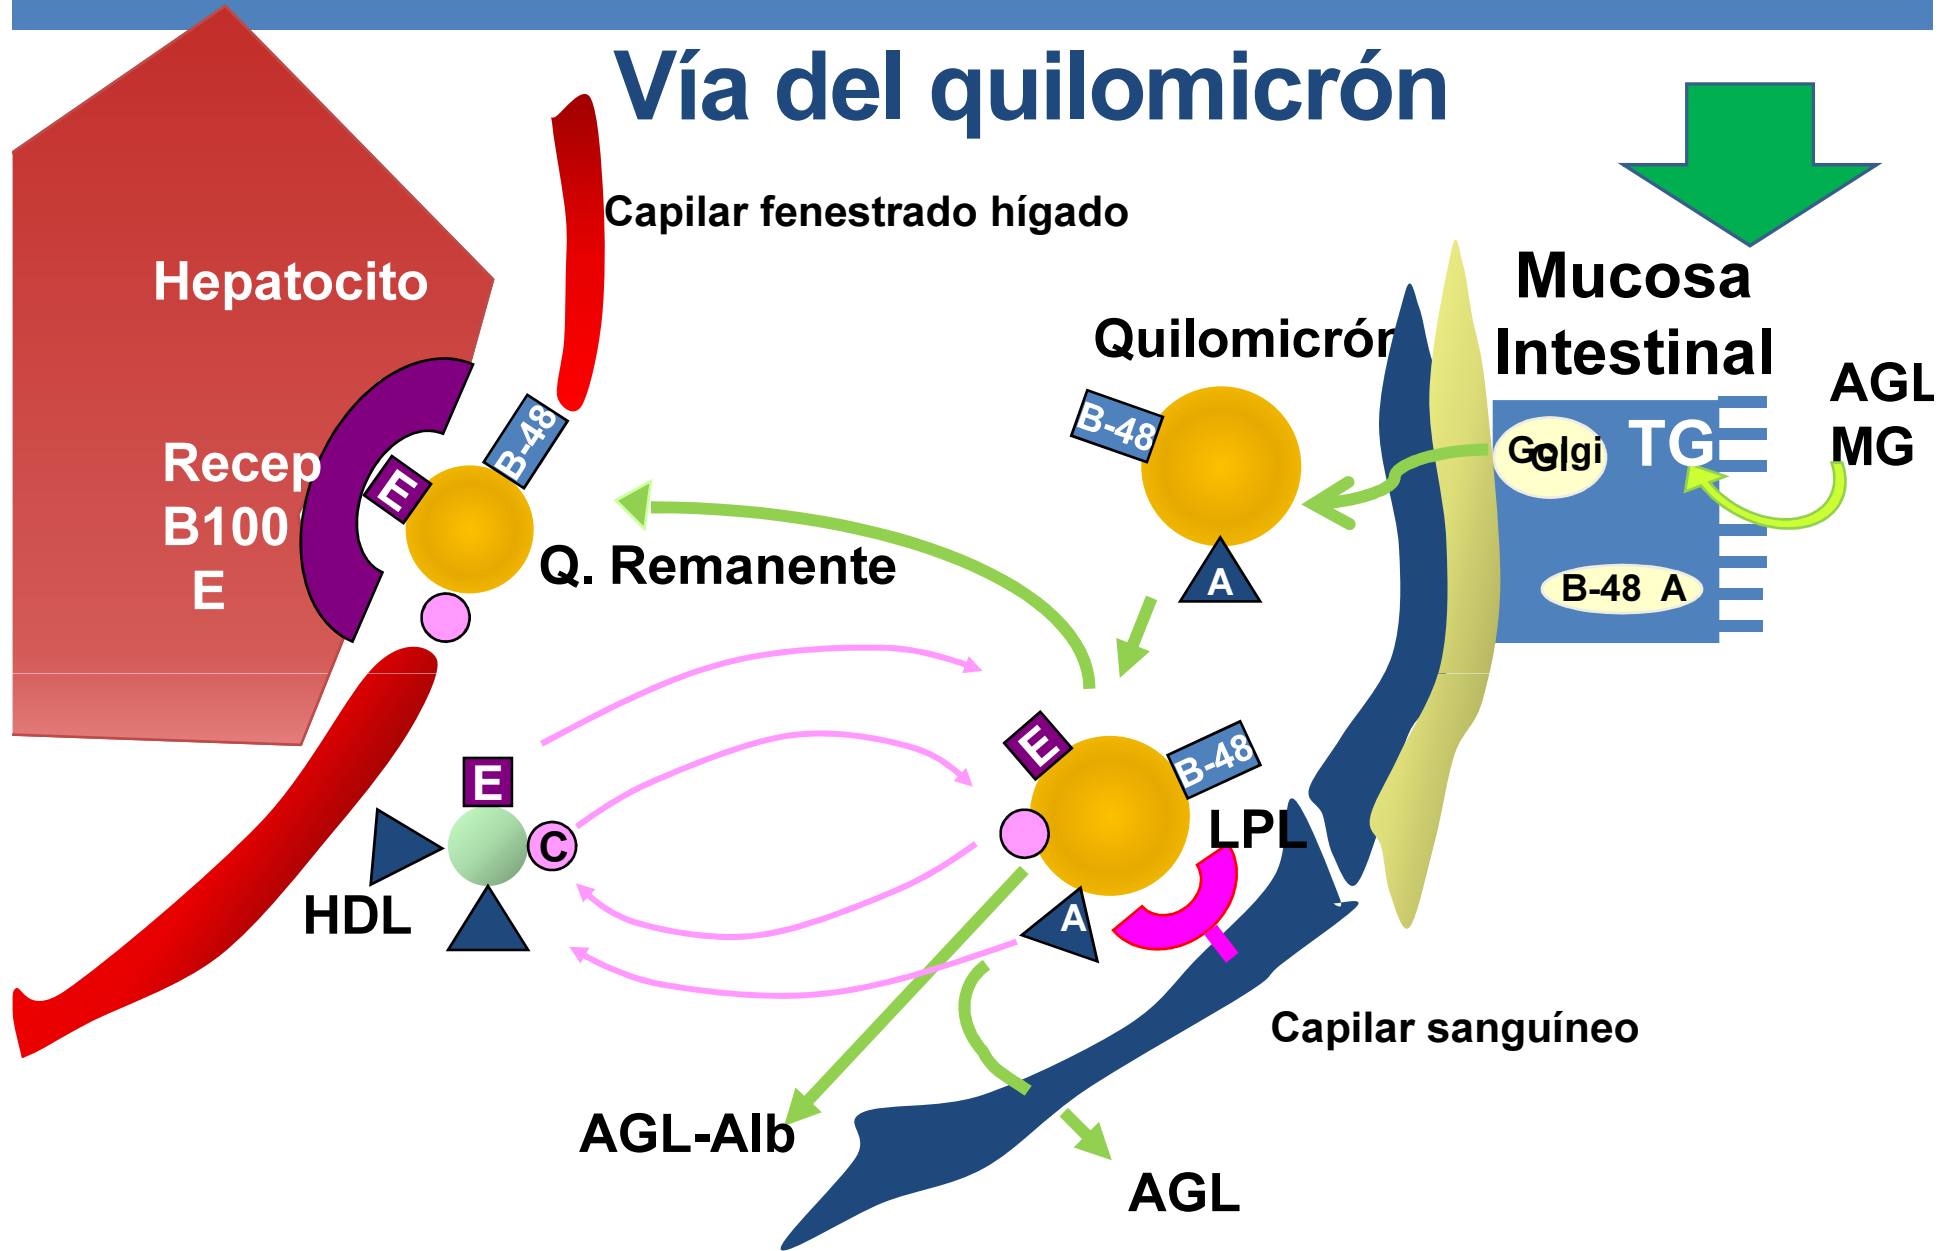 Vía del quilomicrón
Capilar fenestrado hígado
Hepatocito
Mucosa
Intestinal
Quilomicrón
AGL
MG
B-48
Golgi
TG
Recep
B100
E
E
B-48
Q. Remanente
A
B-48 A
E
B-48
E
C
LPL
HDL
A
Capilar sanguíneo
AGL-Alb
AGL